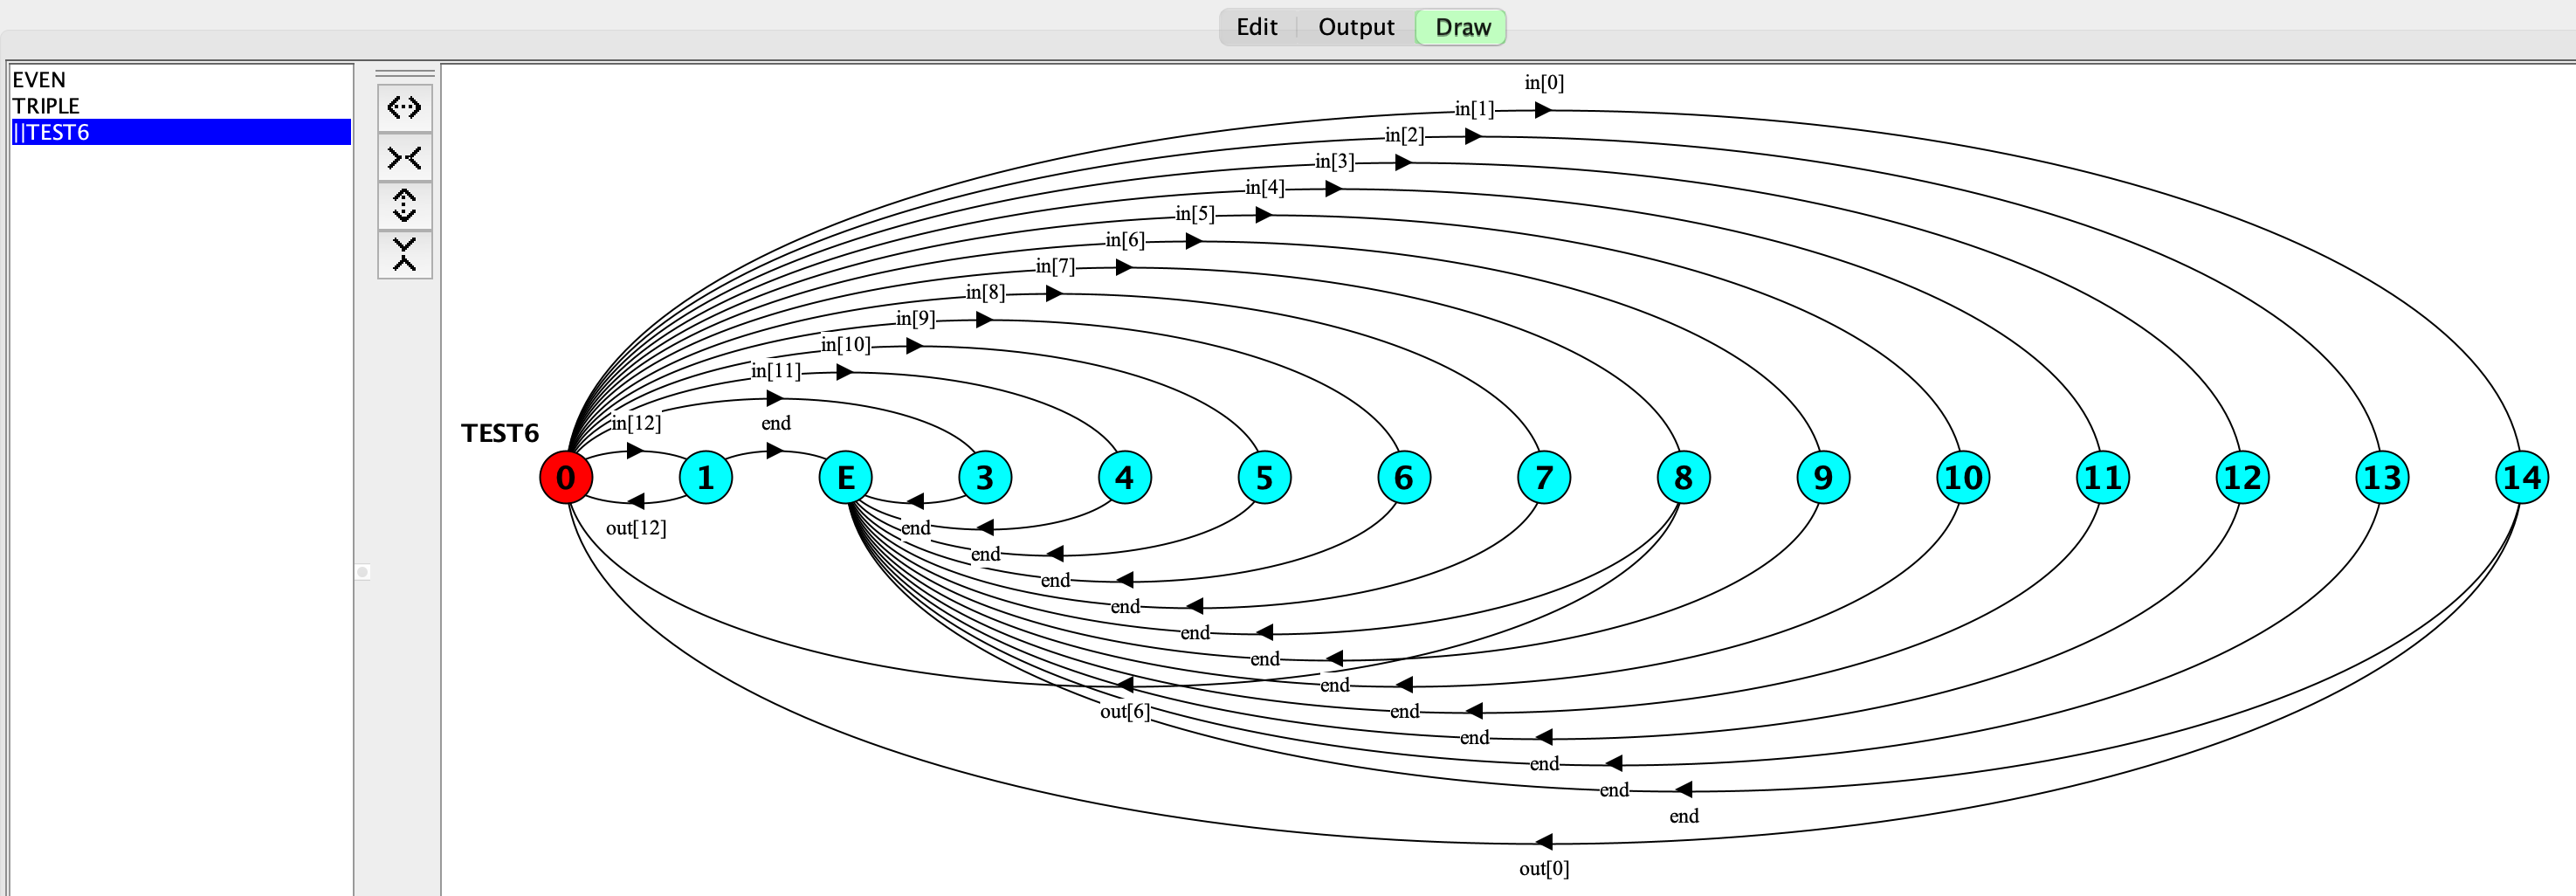 Edit Output Draw
EVEN
TRIPLE
||TEST6
in[0]
in[1]
in[2]
in[3]
in[4]
in[5]
in[6]
in[7]
in[8]
in[9]
in[10]
in[11]
in[12] end
TEST6
0 1 E 3 4 5 6 7 8 9 10 11 12 13 14
out[12] end
end
end
end
end
end
end
out[6] end
end
end
end
end
out[0]